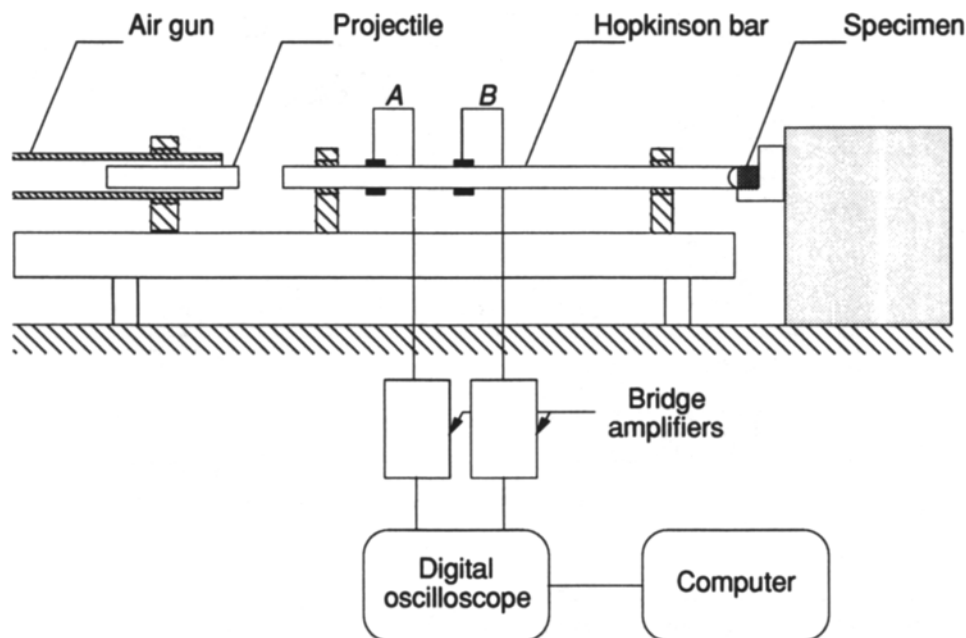 Air gun
Projectile
Hopkinson bar
Specimen
A
B
Bridge
amplifiers
Digital
oscilloscope
Computer